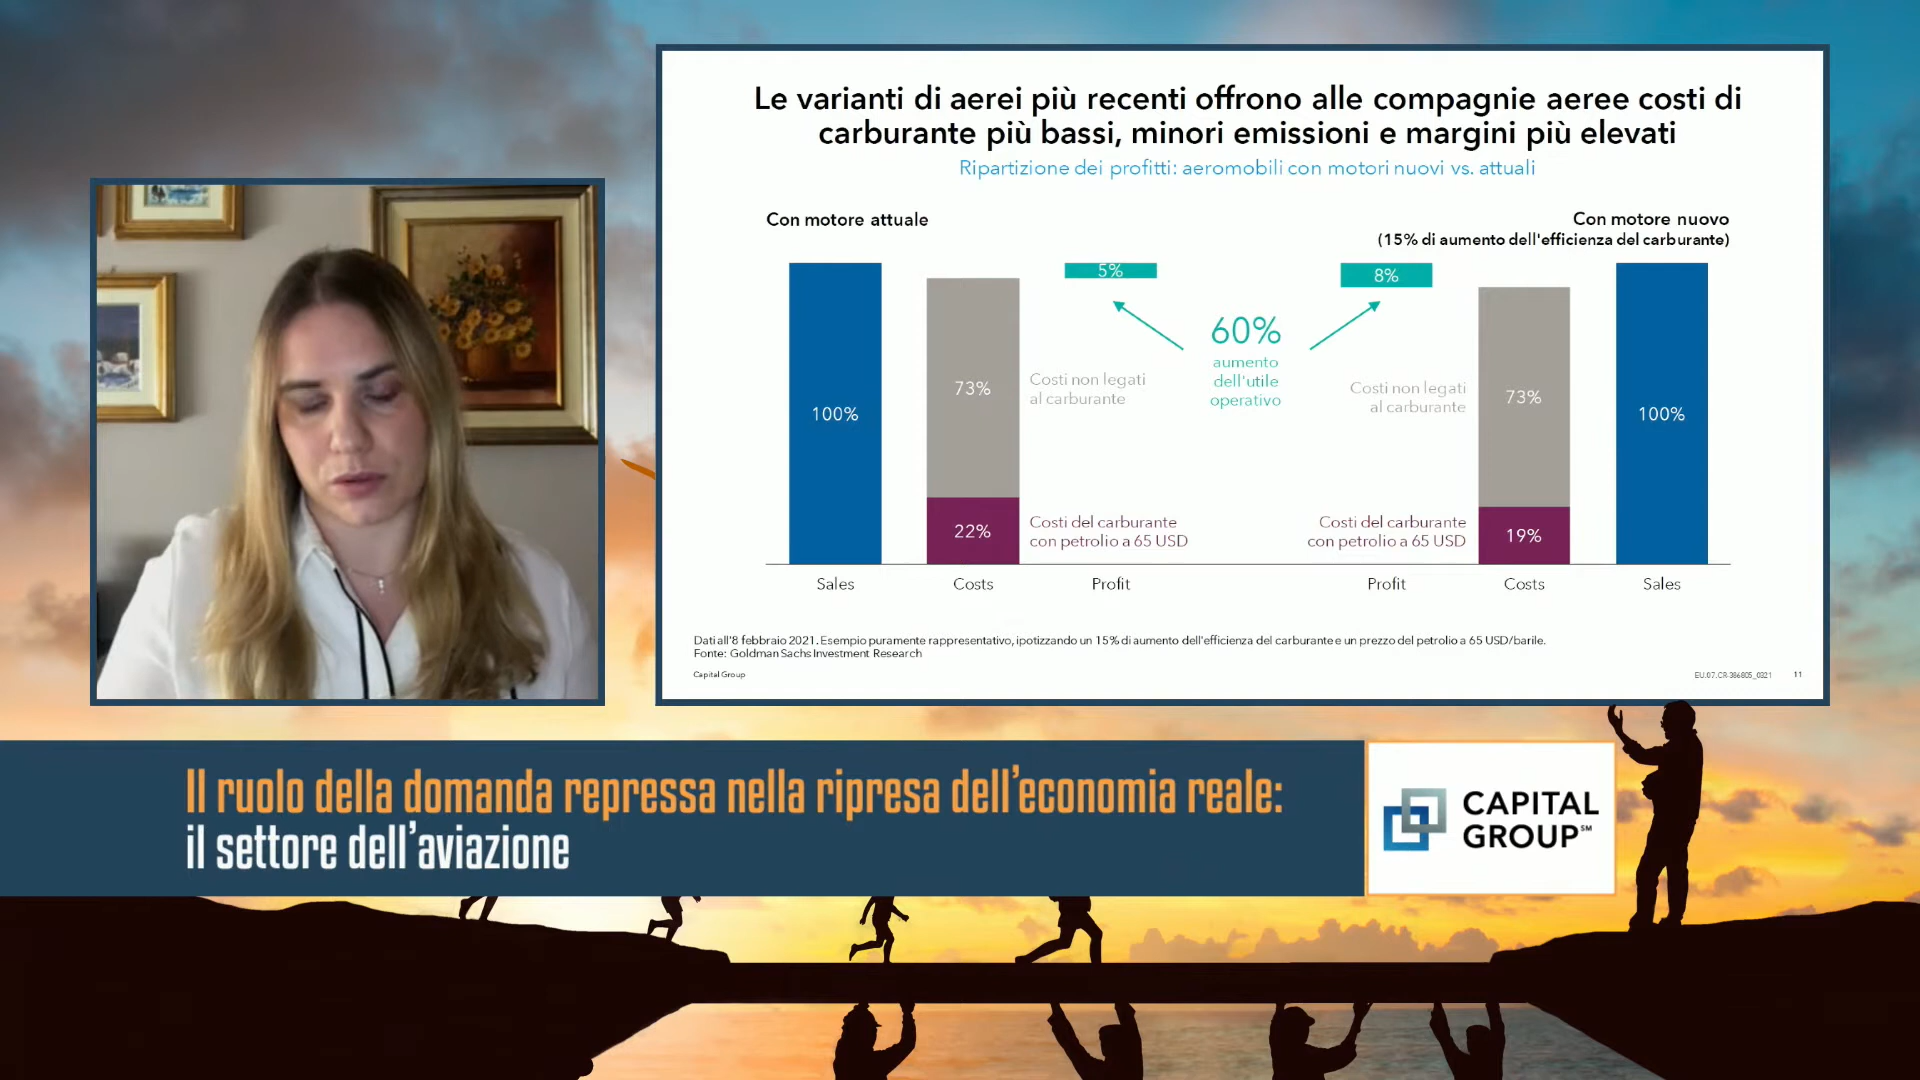 Le varianti di aerei più recenti offrono alle compagnie aeree costi di
carburante più bassi, minori emissioni e margini più elevati
Ripartizione dei profitti: aeromobili con motori nuovi vs. attuali
Con motore attuale
Con motore nuovo
(15% di aumento dell'efficienza del carburante)
100%
73%
22%
5%
Costi non legati
al carburante
Costi del carburante
con petrolio a 65 USD
60%
aumento
dell'utile
operativo
8%
Costi non legati
al carburante
Costi del carburante
con petrolio a 65 USD
73%
19%
100%
Sales
Costs
Profit
Profit
Costs
Sales
Dati all'8 febbraio 2021. Esempio puramente rappresentativo, ipotizzando un 15% di aumento dell'efficienza del carburante e un prezzo del petrolio a 65 USD/barile.
Fonte: Goldman Sachs Investment Research
Capital Group
EU.07.CR-386805_0321
11
Il ruolo della domanda repressa nella ripresa dell'economia reale:
il settore dell'aviazione
CAPITAL
GROUP℠